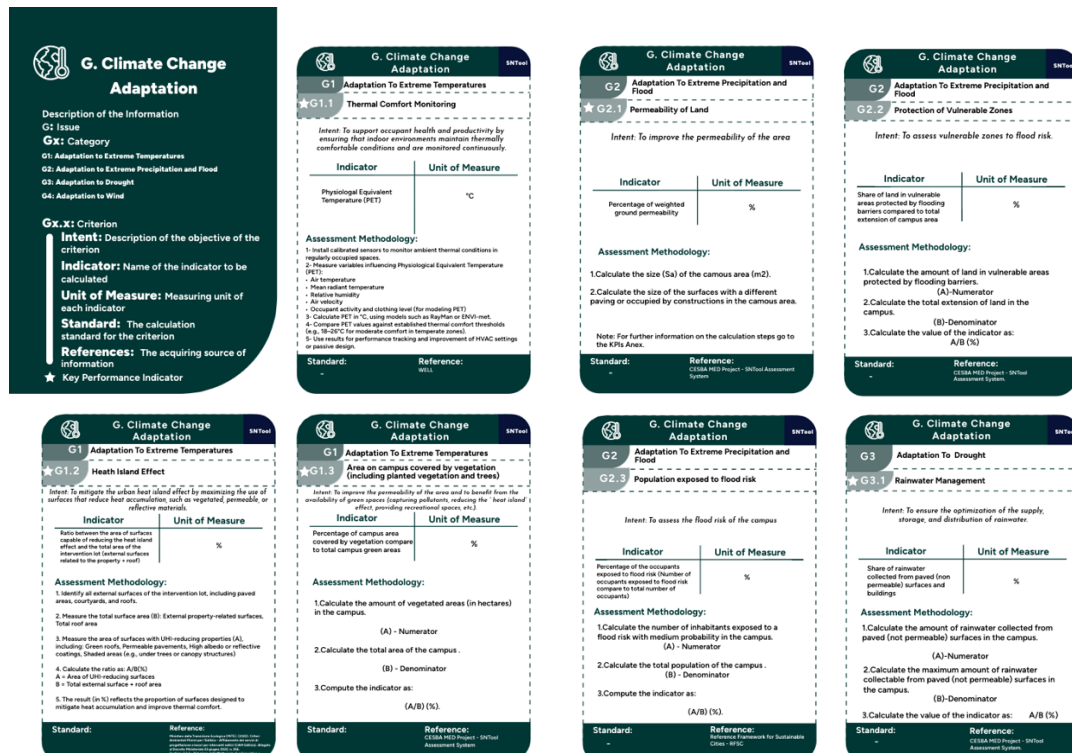 G. Climate Change
Adaptation
Description of the Information
G: Issue
Gx: Category
G1: Adaptation to Extreme Temperatures
G2: Adaptation to Extreme Precipitation and Flood
G3: Adaptation to Drought
G4: Adaptation to Wind
Gx.x: Criterion
Intent: Description of the objective of the
criterion
Indicator: Name of the indicator to be
calculated
Unit of Measure: Measuring unit of
each indicator
Standard: The calculation
standard for the criterion
References: The acquiring source of
information
Key Performance Indicator
G. Climate Change
Adaptation
SNTool
G1 Adaptation To Extreme Temperatures
G1.1 Thermal Comfort Monitoring
Intent: To support occupant health and productivity by
ensuring that indoor environments maintain thermally
comfortable conditions and are monitored continuously.
Indicator Unit of Measure
Physiologal Equivalent
Temperature (PET)
°C
Assessment Methodology:
1- Install calibrated sensors to monitor ambient thermal conditions in
regularly occupied spaces.
2- Measure variables influencing Physiological Equivalent Temperature
(PET):
• Air temperature
• Mean radiant temperature
• Relative humidity
• Air velocity
• Occupant activity and clothing level (for modeling PET)
3- Calculate PET in °C, using models such as RayMan or ENVI-met.
4- Compare PET values against established thermal comfort thresholds
(e.g., 18–26°C for moderate comfort in temperate zones).
5- Use results for performance tracking and improvement of HVAC settings
or passive design.
Standard: Reference:
- WELL
G. Climate Change
Adaptation
SNTool
G2 Adaptation To Extreme Precipitation and
Flood
G2.1 Permeability of Land
Intent: To improve the permeability of the area
Indicator Unit of Measure
Percentage of weighted
ground permeability
%
Assessment Methodology:
1.Calculate the size (Sa) of the camous area (m2).
2.Calculate the size of the surfaces with a different
paving or occupied by constructions in the camous area.
Note: For further information on the calculation steps go to
the KPIs Anex.
Standard: Reference:
- CESBA MED Project - SNTool Assessment
System
G. Climate Change
Adaptation
SNTool
G2 Adaptation To Extreme Precipitation and
Flood
G2.2 Protection of Vulnerable Zones
Intent: To assess vulnerable zones to flood risk.
Indicator Unit of Measure
Share of land in vulnerable
areas protected by flooding
barriers compared to total
extension of campus area
%
Assessment Methodology:
1.Calculate the amount of land in vulnerable areas
protected by flooding barriers.
(A)-Numerator
2.Calculate the total extension of land in the
campus.
(B)-Denominator
3.Calculate the value of the indicator as:
A/B (%)
Standard: Reference:
- CESBA MED Project - SNTool
Assessment System.
G. Climate Change
Adaptation
SNTool
G1 Adaptation To Extreme Temperatures
G1.2 Heath Island Effect
Intent: To mitigate the urban heat island effect by maximizing the use of
surfaces that reduce heat accumulation, such as vegetated, permeable, or
reflective materials.
Indicator Unit of Measure
Ratio between the area of surfaces
capable of reducing the heat island
effect and the total area of the
intervention lot (external surfaces
related to the property + roof)
%
Assessment Methodology:
1. Identify all external surfaces of the intervention lot, including paved
areas, courtyards, and roofs.
2. Measure the total surface area (B): External property-related surfaces,
Total roof area
3. Measure the area of surfaces with UHI-reducing properties (A),
including: Green roofs, Permeable pavements, High albedo or reflective
coatings, Shaded areas (e.g., under trees or canopy structures)
4. Calculate the ratio as: A/B(%)
A = Area of UHI-reducing surfaces
B = Total external surface + roof area
5. The result (in %) reflects the proportion of surfaces designed to
mitigate heat accumulation and improve thermal comfort.
Standard: Reference:
-
G. Climate Change
Adaptation
SNTool
G1 Adaptation To Extreme Temperatures
G1.3 Area on campus covered by vegetation
(including planted vegetation and trees)
Intent: To improve the permeability of the area and to benefit from the
availability of green spaces (capturing pollutants, reducing the ' heat island'
effect, providing recreational spaces, etc.).
Indicator Unit of Measure
Percentage of campus area
covered by vegetation compare
to total campus green areas
%
Assessment Methodology:
1.Calculate the amount of vegetated areas (in hectares)
in the campus.
(A) - Numerator
2.Calculate the total area of the campus .
(B) - Denominator
3.Compute the indicator as:
(A/B) (%).
Standard: Reference:
- CESBA MED Project - SNTool
Assessment System
G. Climate Change
Adaptation
SNTool
G2 Adaptation To Extreme Precipitation and
Flood
G2.3 Population exposed to flood risk
Intent: To assess the flood risk of the campus
Indicator Unit of Measure
Percentage of the occupants
exposed to flood risk (Number of
occupants exposed to flood risk
compare to total number of
occupants)
%
Assessment Methodology:
1.Calculate the number of inhabitants exposed to a
flood risk with medium probability in the campus.
(A) - Numerator
2.Calculate the total population of the campus .
(B) - Denominator
3.Compute the indicator as:
(A/B) (%).
Standard: Reference:
- Reference Framework for Sustainable
Cities - RFSC
G. Climate Change
Adaptation
SNTool
G3 Adaptation To Drought
G3.1 Rainwater Management
Intent: To ensure the optimization of the supply,
storage, and distribution of rainwater.
Indicator Unit of Measure
Share of rainwater
collected from paved (non
permeable) surfaces and
buildings
%
Assessment Methodology:
1.Calculate the amount of rainwater collected from
paved (not permeable) surfaces in the campus.
(A)-Numerator
2.Calculate the maximum amount of rainwater
collectable from paved (not permeable) surfaces in
the campus.
(B)-Denominator
3.Calculate the value of the indicator as: A/B (%)
Standard: Reference:
- CESBA MED Project - SNTool
Assessment System.